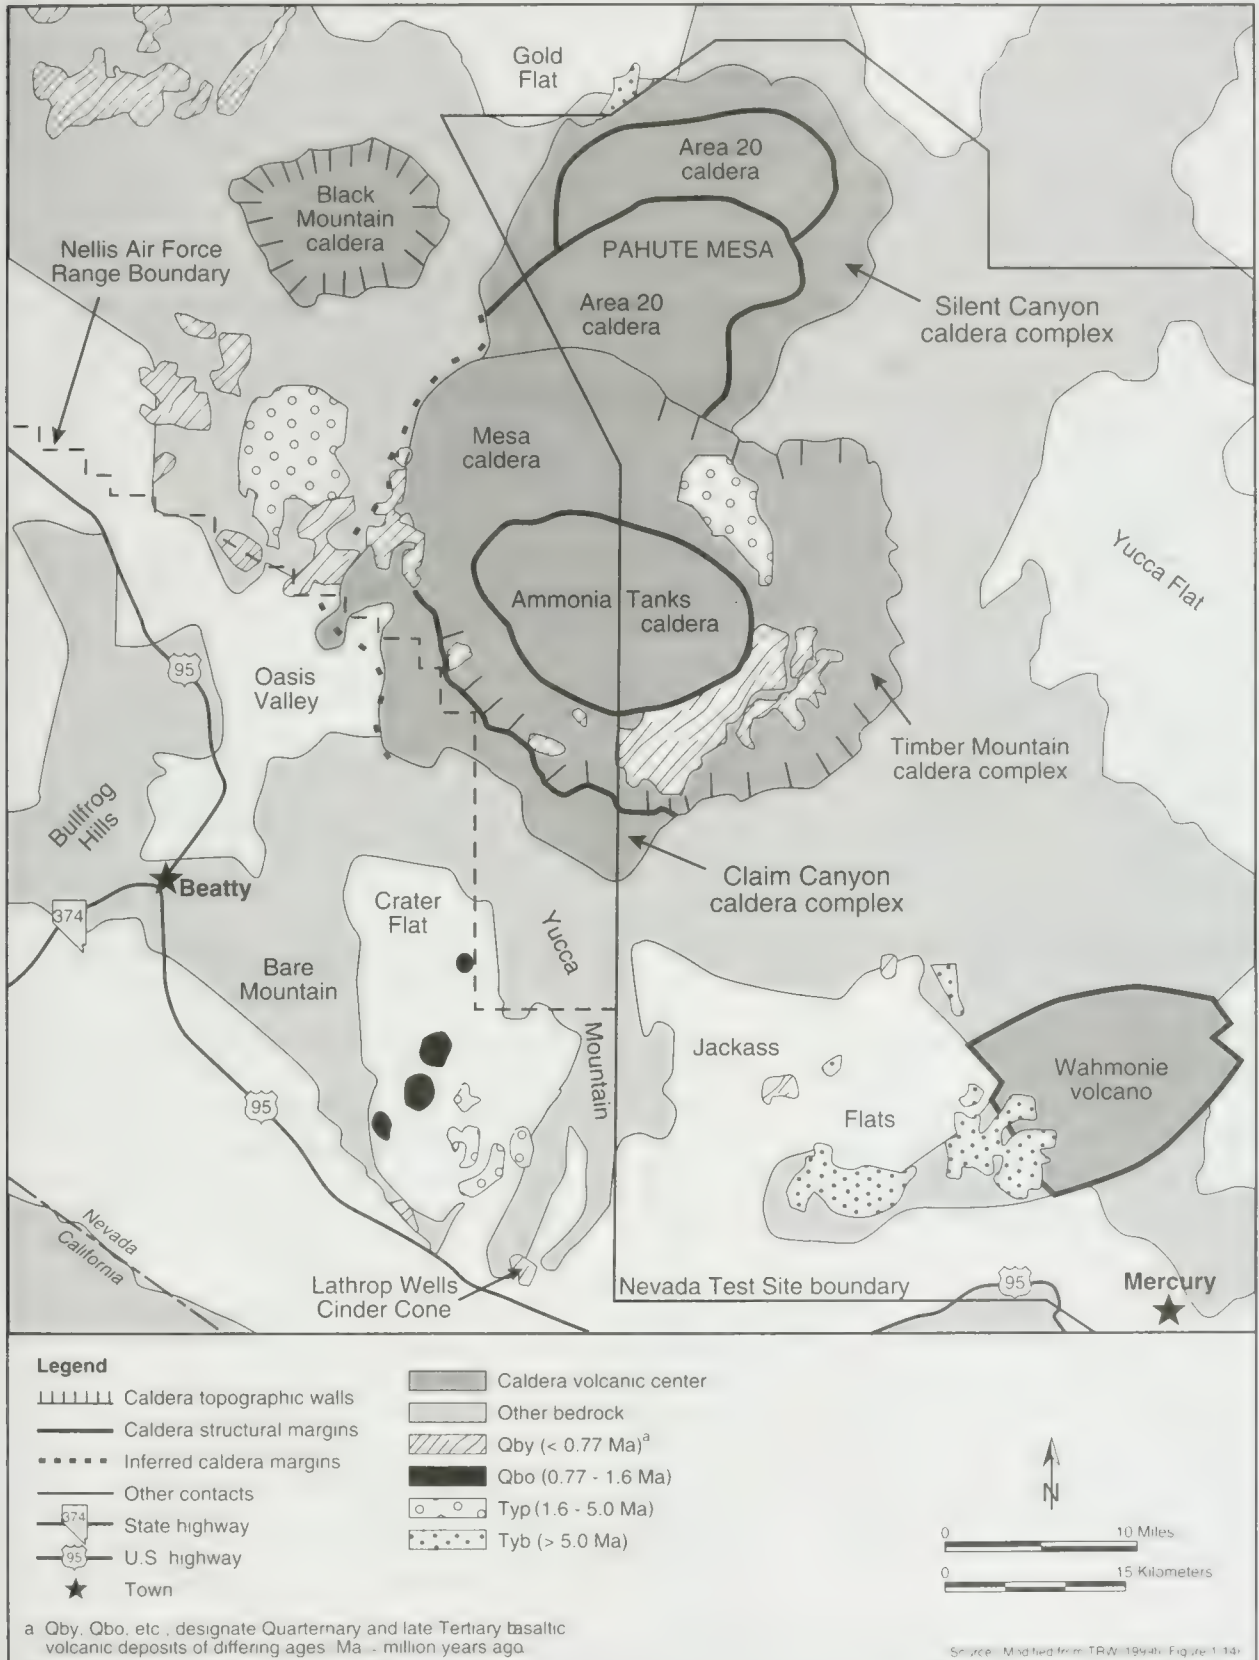 Gold
Flat
Area 20
caldera
Black
Mountain
caldera
Nellis Air Force
Range Boundary
PAHUTE MESA
Area 20
caldera
Silent Canyon
caldera complex
Mesa
caldera
Yucca Flat
Ammonia Tanks
caldera
95
Oasis
Valley
Timber Mountain
caldera complex
Bullfrog
Hills
Beatty
Claim Canyon
caldera complex
374
Crater
Flat
Yucca
Mountain
Bare
Mountain
Jackass
Flats
Wahmonie
volcano
95
Nevada
California
Lathrop Wells
Cinder Cone
Nevada Test Site boundary
95
Mercury
Legend
Caldera topographic walls
Caldera structural margins
Inferred caldera margins
Other contacts
374 State highway
95 U.S highway
Town
Caldera volcanic center
Other bedrock
Qby (< 0.77 Ma)a
Qbo (0.77 - 1.6 Ma)
Typ (1.6 - 5.0 Ma)
Tyb (> 5.0 Ma)
N
0 10 Miles
0 15 Kilometers
a Qby, Qbo, etc , designate Quarternary and late Tertiary basaltic
volcanic deposits of differing ages Ma - million years ago
Source Modified from TRW Figure 1 14